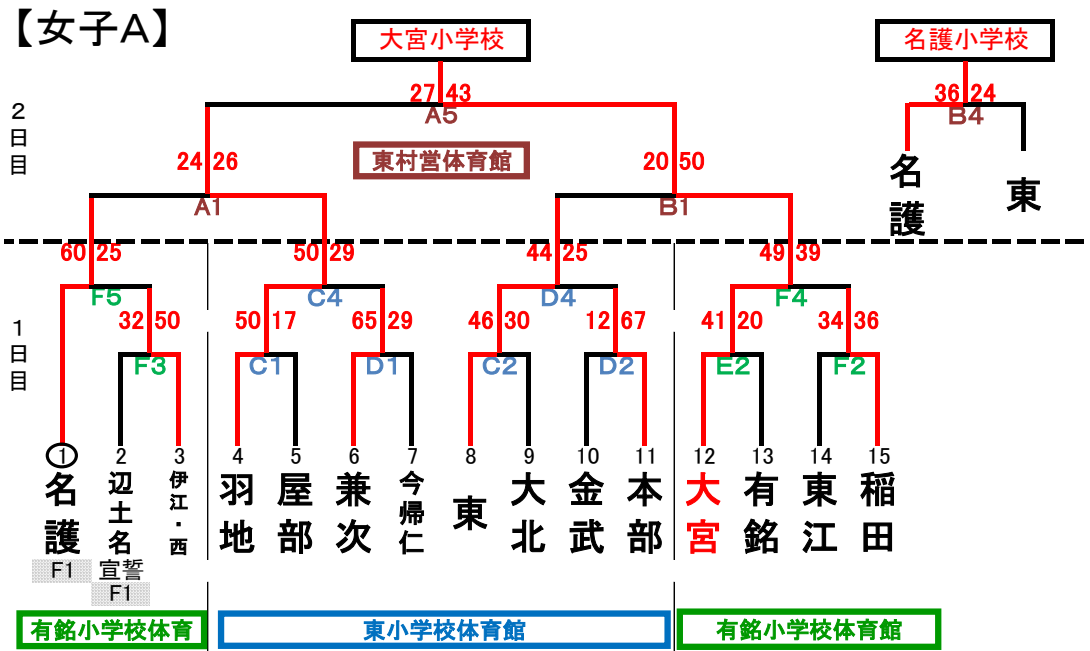 【女子A】
大宮小学校
名護小学校
27 43
A5
36 24
B4
2日目
24 26
東村営体育館
20 50
名護
東
A1
B1
60 25
50 29
44 25
49 39
F5
C4
D4
F4
1日目
32 50
50 17
65 29
46 30
12 67
41 20
34 36
F3
C1
D1
C2
D2
E2
F2
1 2 3 4 5 6 7 8 9 10 11 12 13 14 15
名護
辺土名
伊江・西
羽地
屋部
兼次
今帰仁
東
大北
金武
本部
大宮
有銘
東江
稲田
F1
宣誓
F1
有銘小学校体育
東小学校体育館
有銘小学校体育館